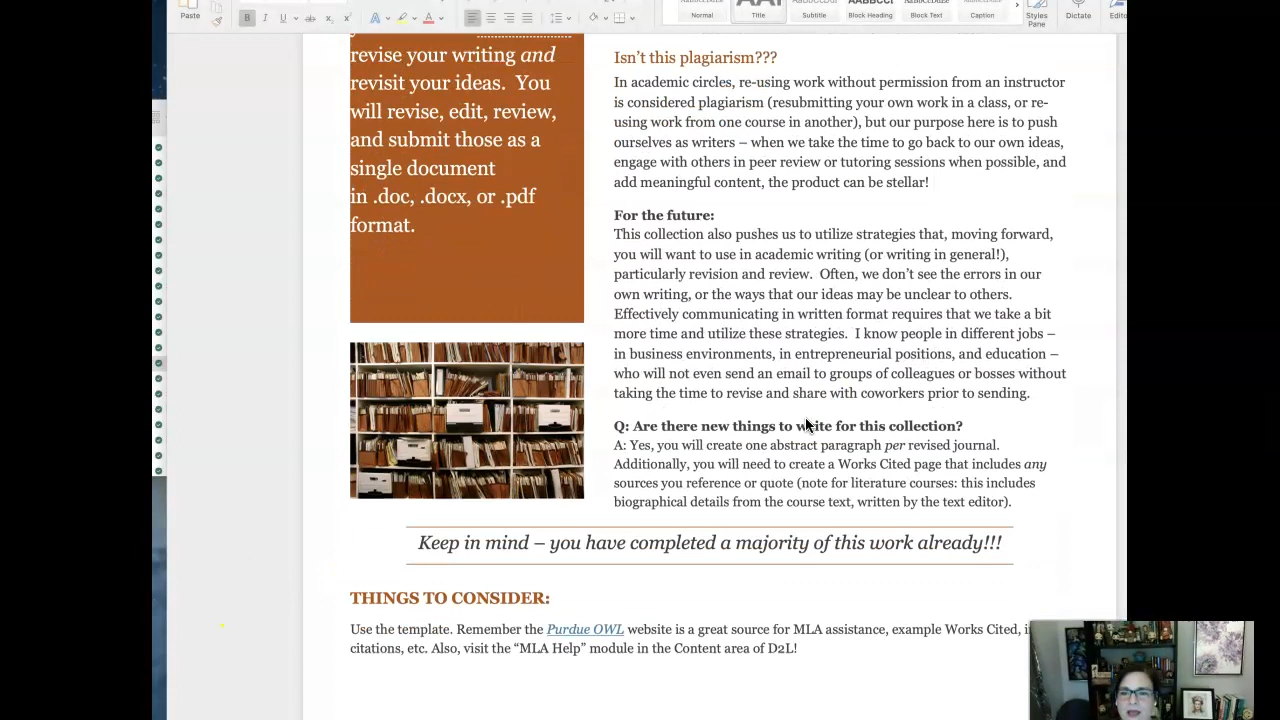 Paste
B I U
A A
Normal
Title
Subtitle
Block Heading
Block Text
Caption
Styles
Pane
Dictate
revise your writing and
revisit your ideas.  You
will revise, edit, review,
and submit those as a
single document
in .doc, .docx, or .pdf
format.
Isn’t this plagiarism???
In academic circles, re-using work without permission from an instructor
is considered plagiarism (resubmitting your own work in a class, or re-
using work from one course in another), but our purpose here is to push
ourselves as writers – when we take the time to go back to our own ideas,
engage with others in peer review or tutoring sessions when possible, and
add meaningful content, the product can be stellar!
For the future:
This collection also pushes us to utilize strategies that, moving forward,
you will want to use in academic writing (or writing in general!),
particularly revision and review.  Often, we don’t see the errors in our
own writing, or the ways that our ideas may be unclear to others.
Effectively communicating in written format requires that we take a bit
more time and utilize these strategies.  I know people in different jobs –
in business environments, in entrepreneurial positions, and education –
who will not even send an email to groups of colleagues or bosses without
taking the time to revise and share with coworkers prior to sending.
Q: Are there new things to write for this collection?
A: Yes, you will create one abstract paragraph per revised journal.
Additionally, you will need to create a Works Cited page that includes any
sources you reference or quote (note for literature courses: this includes
biographical details from the course text, written by the text editor).
Keep in mind – you have completed a majority of this work already!!!
THINGS TO CONSIDER:
Use the template. Remember the Purdue OWL website is a great source for MLA assistance, example Works Cited,
citations, etc. Also, visit the “MLA Help” module in the Content area of D2L!